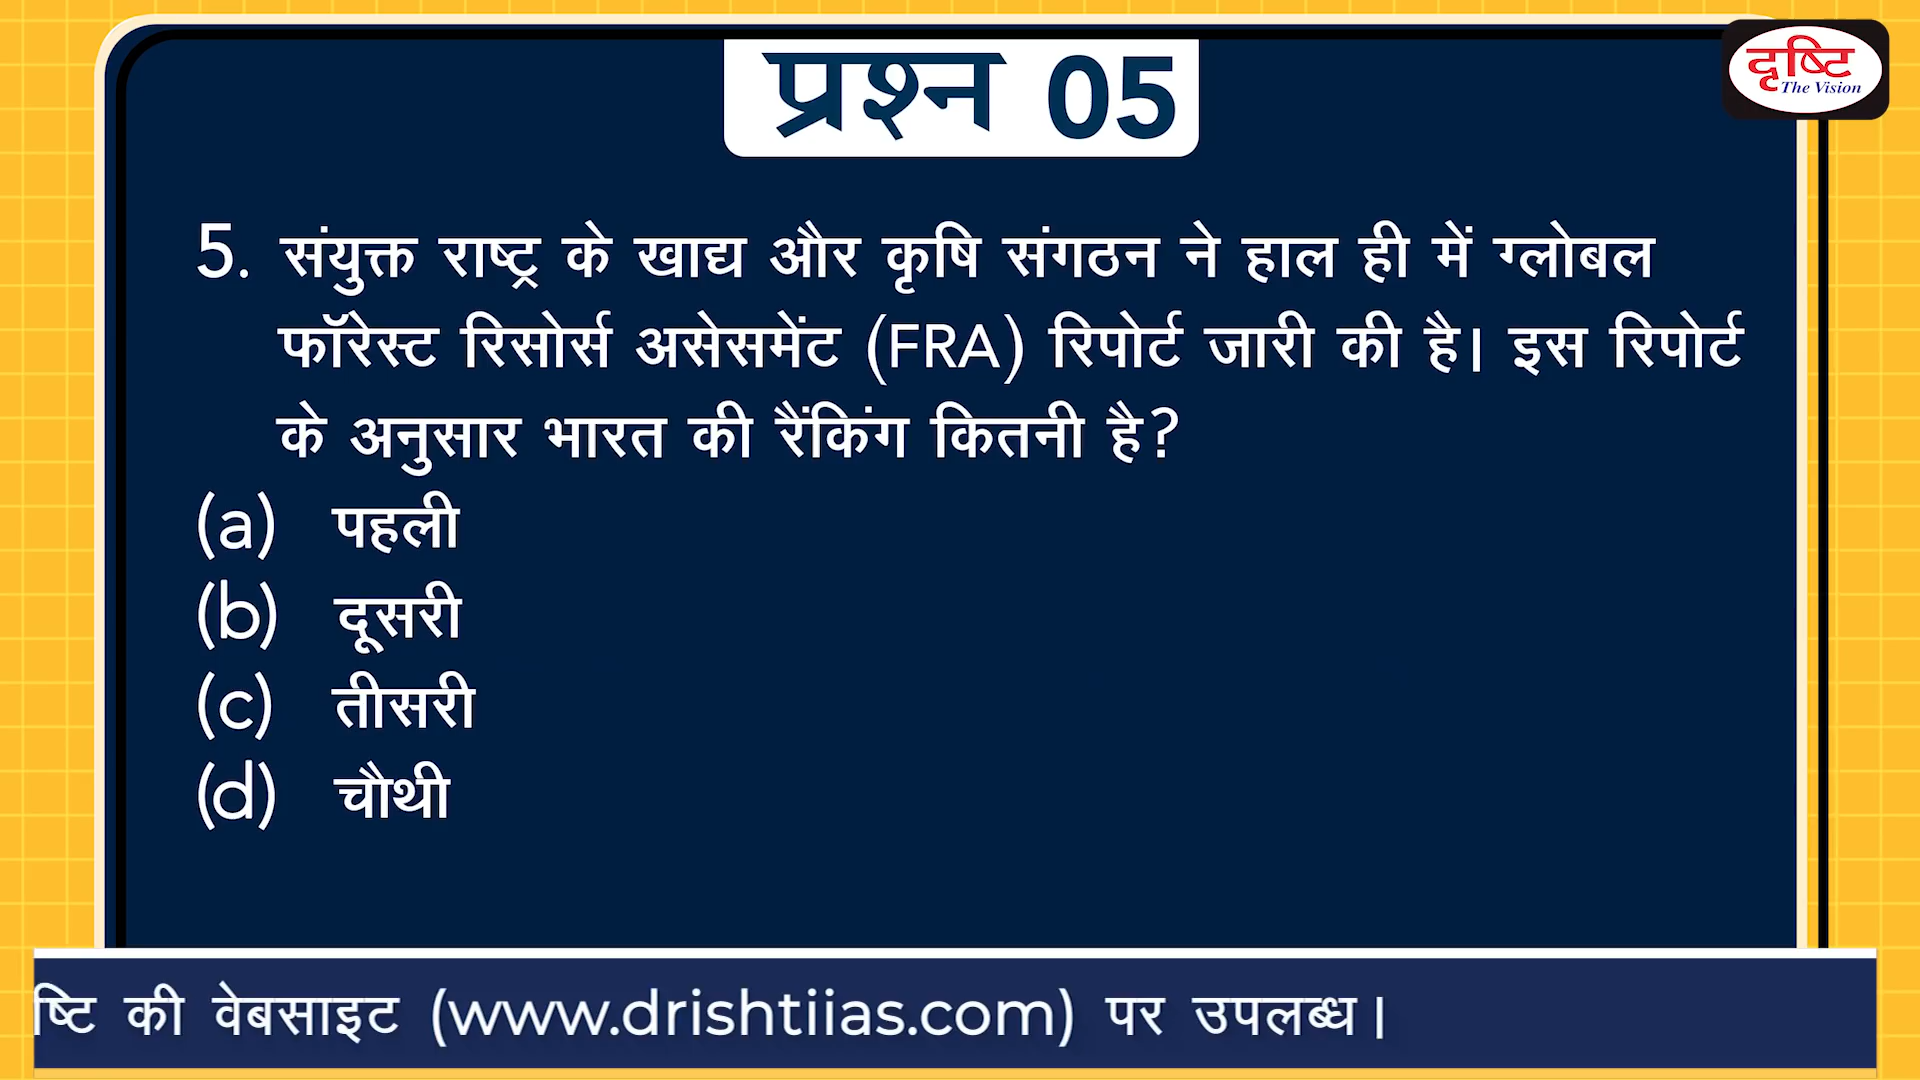 दृष्टि
The Vision
प्रश्न 05
5. संयुक्त राष्ट्र के खाद्य और कृषि संगठन ने हाल ही में ग्लोबल
फॉरेस्ट रिसोर्स असेसमेंट (FRA) रिपोर्ट जारी की है। इस रिपोर्ट
के अनुसार भारत की रैंकिंग कितनी है?
(a) पहली
(b) दूसरी
(c) तीसरी
(d) चौथी
ष्टि की वेबसाइट (www.drishtiias.com) पर उपलब्ध।